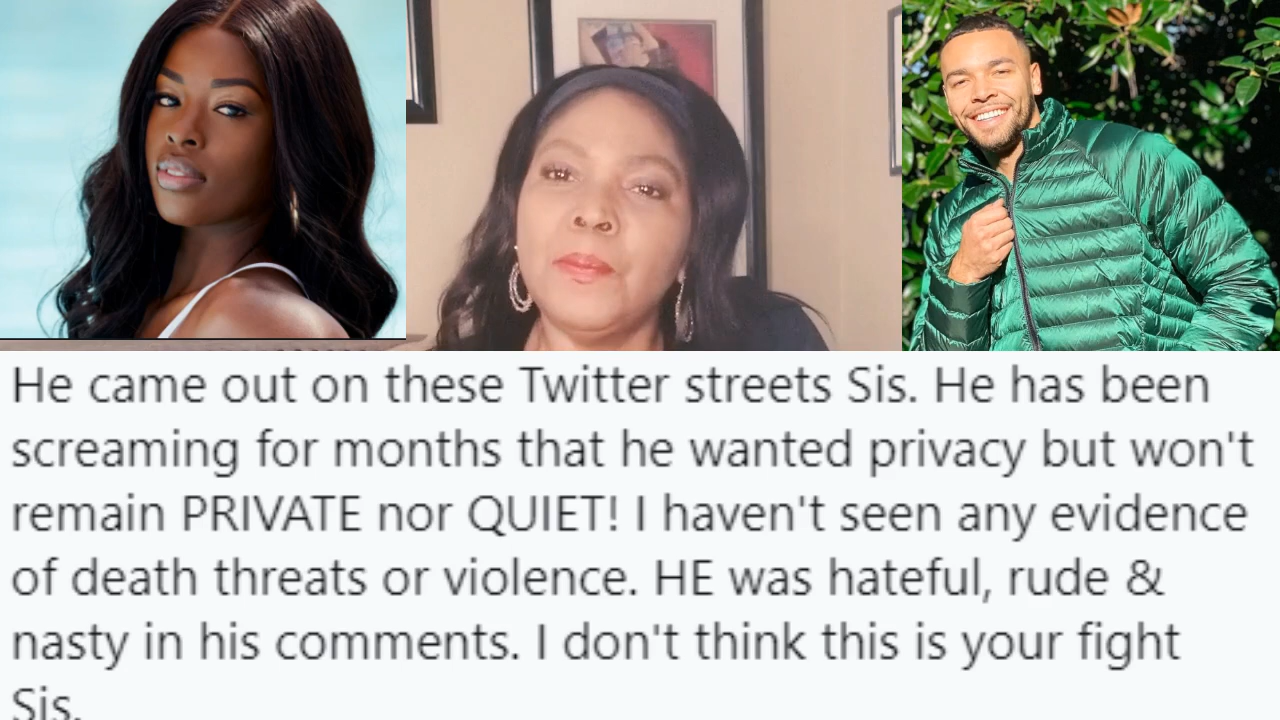 He came out on these Twitter streets Sis. He has been
screaming for months that he wanted privacy but won't
remain PRIVATE nor QUIET! I haven't seen any evidence
of death threats or violence. HE was hateful, rude &
nasty in his comments. I don't think this is your fight
Sis.